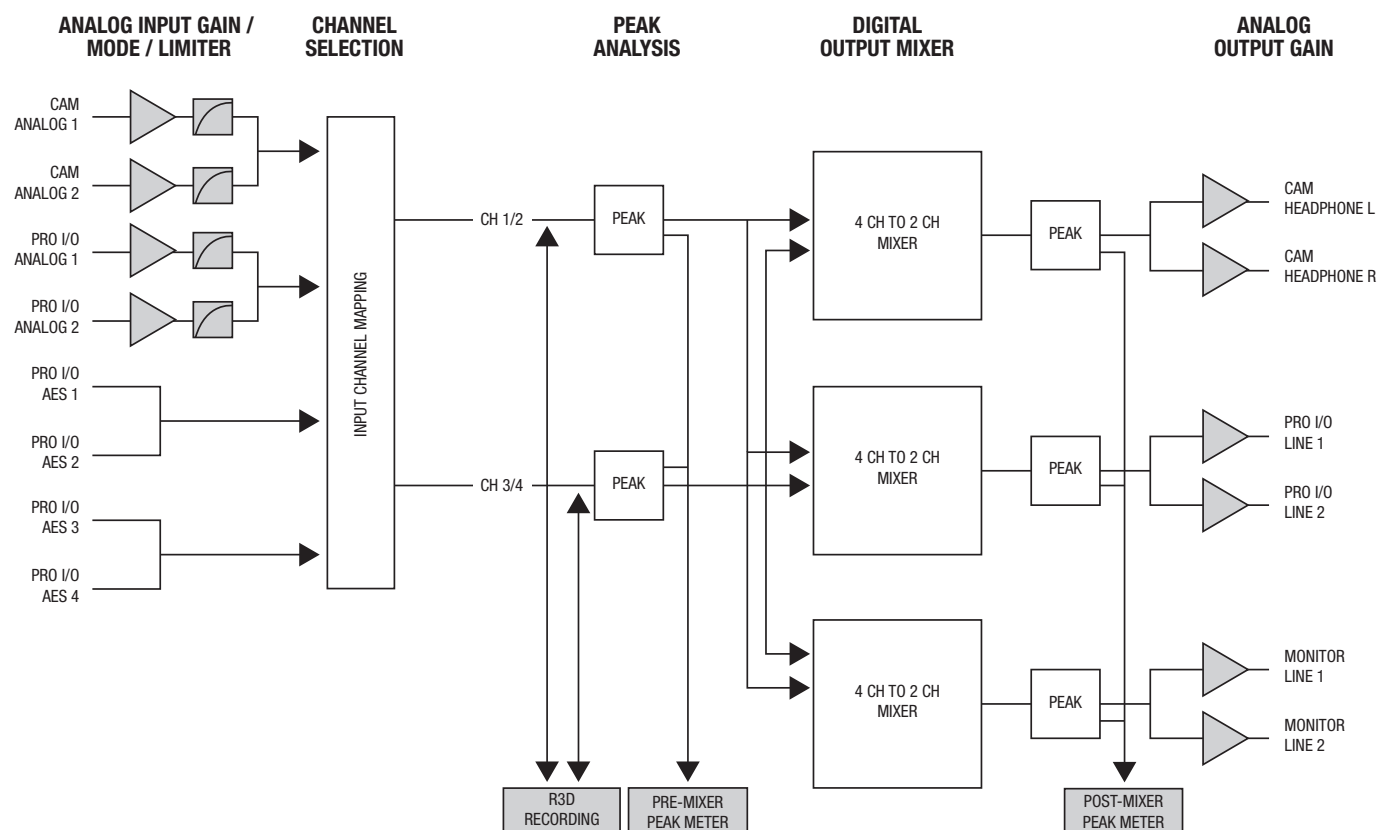 ANALOG INPUT GAIN /
MODE / LIMITER
CHANNEL
SELECTION
PEAK
ANALYSIS
DIGITAL
OUTPUT MIXER
ANALOG
OUTPUT GAIN
CAM
ANALOG 1
CAM
ANALOG 2
PRO I/O
ANALOG 1
PRO I/O
ANALOG 2
PRO I/O
AES 1
PRO I/O
AES 2
PRO I/O
AES 3
PRO I/O
AES 4
INPUT CHANNEL MAPPING
CH 1/2
CH 3/4
PEAK
PEAK
4 CH TO 2 CH
MIXER
4 CH TO 2 CH
MIXER
4 CH TO 2 CH
MIXER
PEAK
PEAK
PEAK
CAM
HEADPHONE L
CAM
HEADPHONE R
PRO I/O
LINE 1
PRO I/O
LINE 2
MONITOR
LINE 1
MONITOR
LINE 2
R3D
RECORDING
PRE-MIXER
PEAK METER
POST-MIXER
PEAK METER